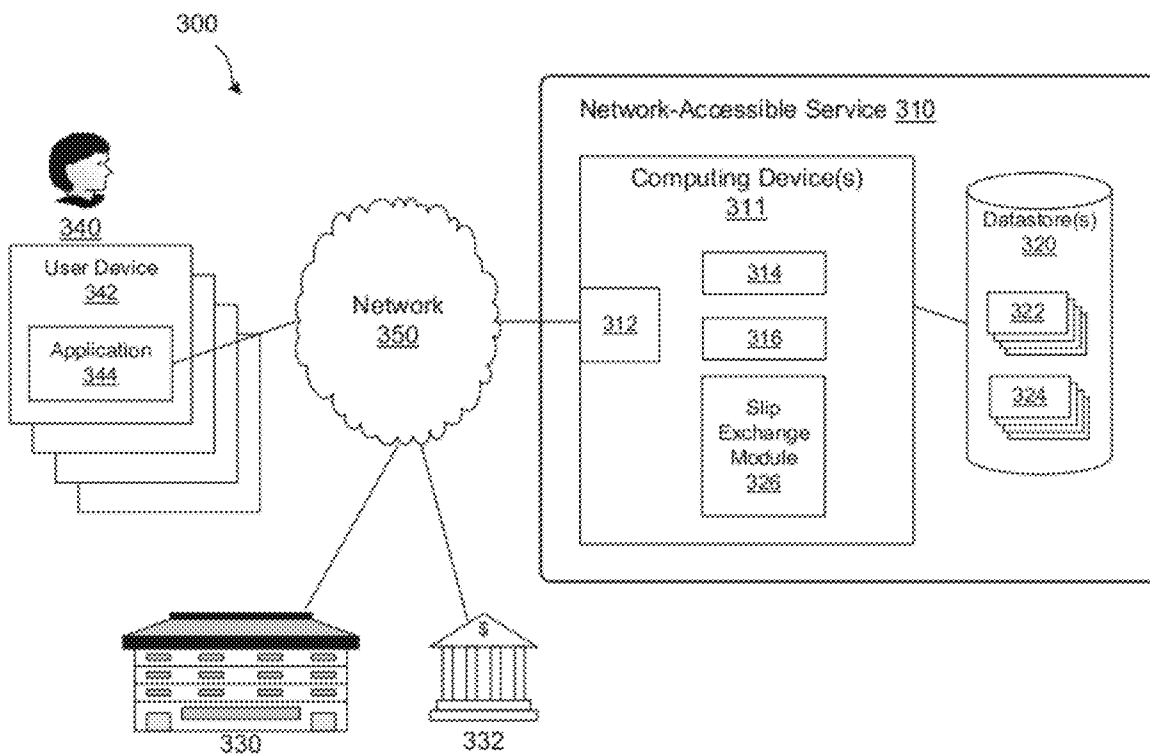 300
Network-Accessible Service 310
Computing Device(s)
311
Datastore(s)
320
340
User Device
342
Application
344
Network
350
312
314
316
Slip
Exchange
Module
326
322
324
$
330
332